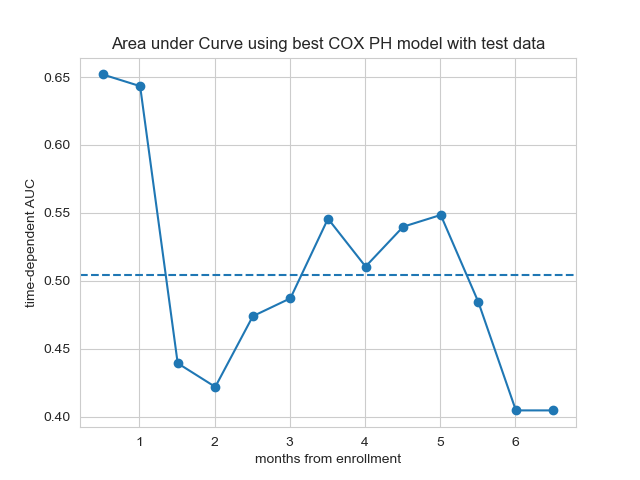 Area under Curve using best COX PH model with test data
time-dependent AUC
0.65
0.60
0.55
0.50
0.45
0.40
1 2 3 4 5 6
months from enrollment